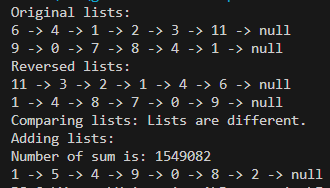 Original lists:
6 -> 4 -> 1 -> 2 -> 3 -> 11 -> null
9 -> 0 -> 7 -> 8 -> 4 -> 1 -> null
Reversed lists:
11 -> 3 -> 2 -> 1 -> 4 -> 6 -> null
1 -> 4 -> 8 -> 7 -> 0 -> 9 -> null
Comparing lists: Lists are different.
Adding lists:
Number of sum is: 1549082
1 -> 5 -> 4 -> 9 -> 0 -> 8 -> 2 -> null